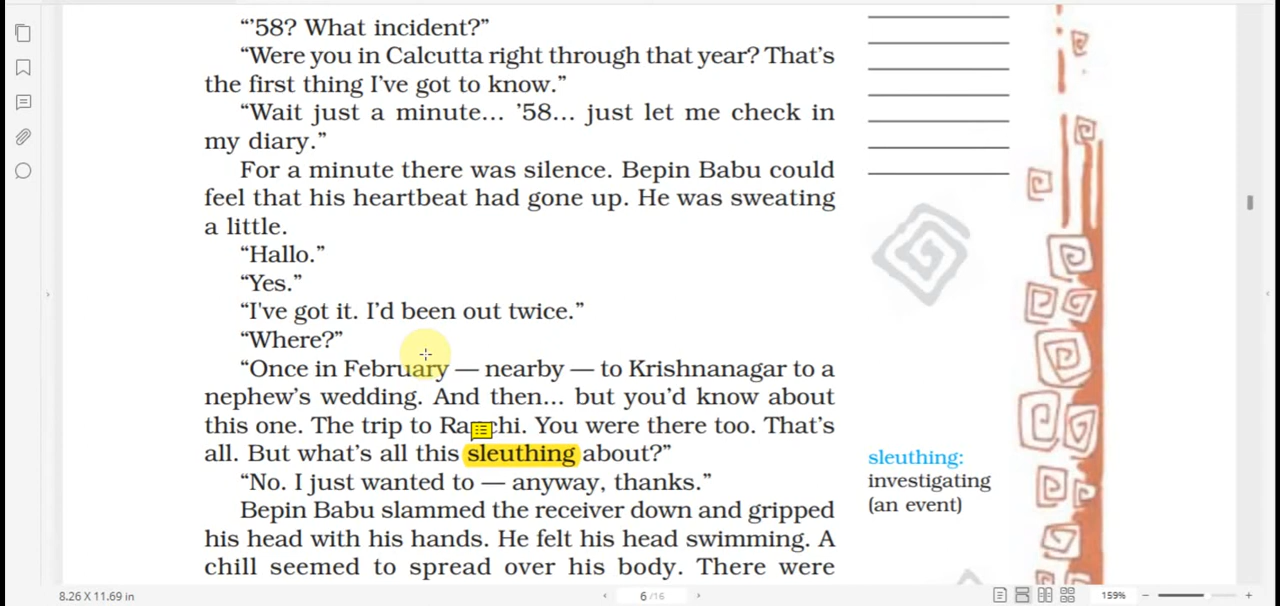 “’58? What incident?”
“Were you in Calcutta right through that year? That’s
the first thing I’ve got to know.”
“Wait just a minute... ’58... just let me check in
my diary.”
For a minute there was silence. Bepin Babu could
feel that his heartbeat had gone up. He was sweating
a little.
“Hallo.”
“Yes.”
“I've got it. I’d been out twice.”
“Where?”
“Once in February — nearby — to Krishnanagar to a
nephew’s wedding. And then... but you’d know about
this one. The trip to Ranchi. You were there too. That’s
all. But what’s all this sleuthing about?”
“No. I just wanted to — anyway, thanks.”
Bepin Babu slammed the receiver down and gripped
his head with his hands. He felt his head swimming. A
chill seemed to spread over his body. There were
sleuthing:
investigating
(an event)
8.26 X 11.69 in
6 /16
159%